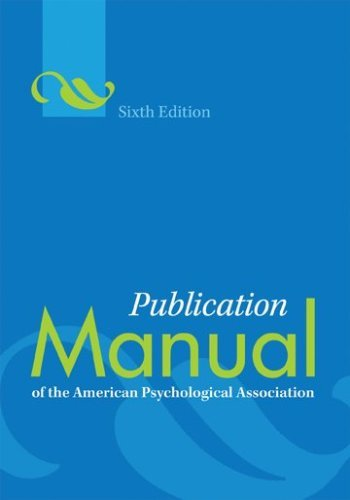 Sixth Edition
Publication
Manual
of the American Psychological Association